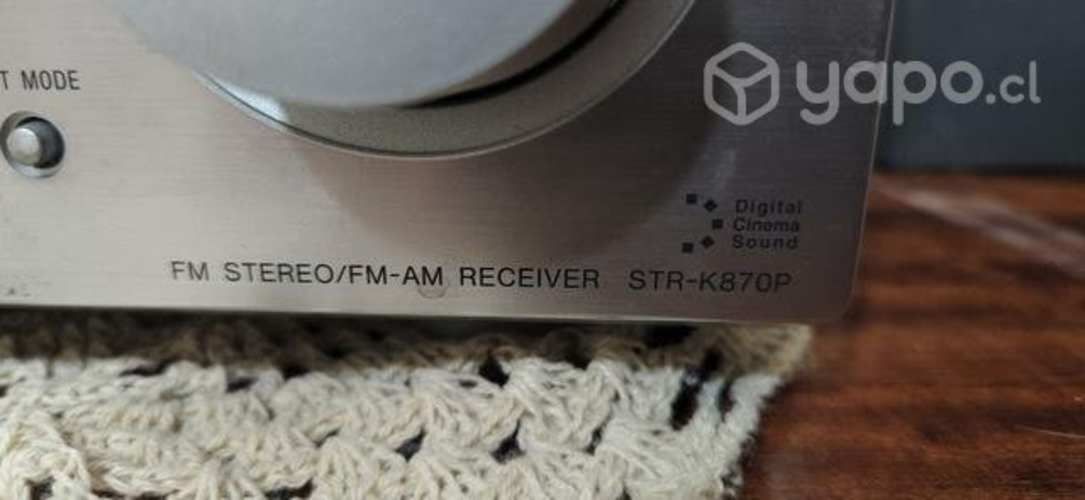 T MODE
yapo.cl
Digital
Cinema
Sound
FM STEREO/FM-AM RECEIVER STR-K870P